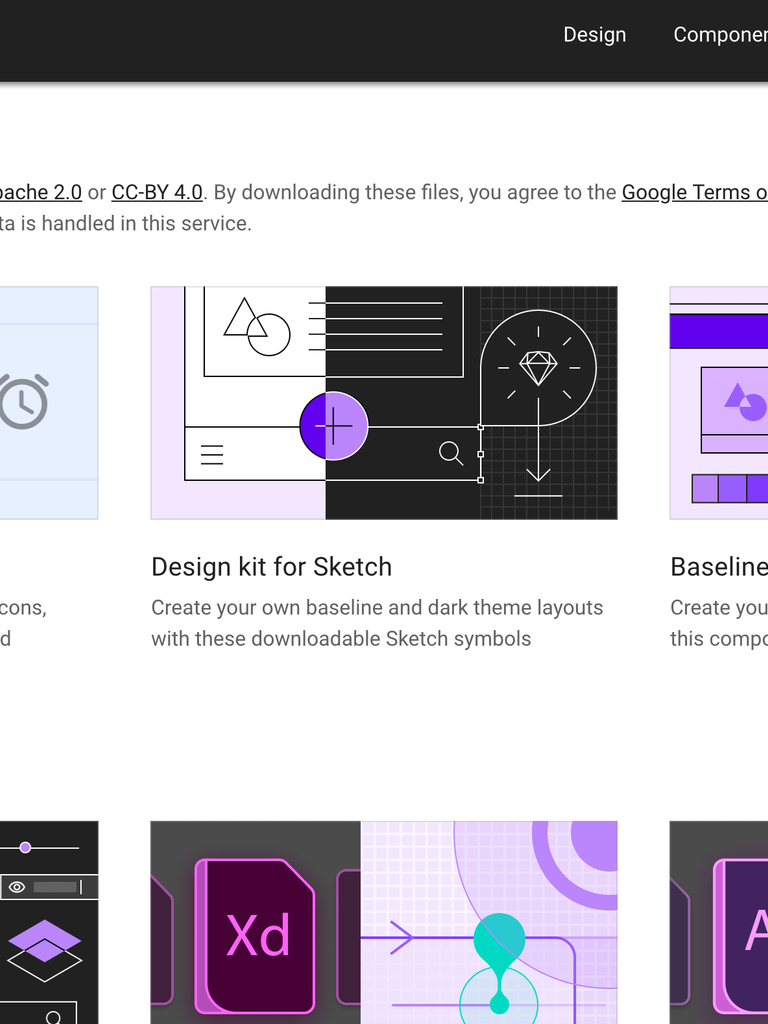 Design
pache 2.0 or CC-BY 4.0. By downloading these files, you agree to the Google Terms o
ta is handled in this service.
Design kit for Sketch
Baseline
cons,
Create your own baseline and dark theme layouts
Create you
d
with these downloadable Sketch symbols
this compo
Xd
A